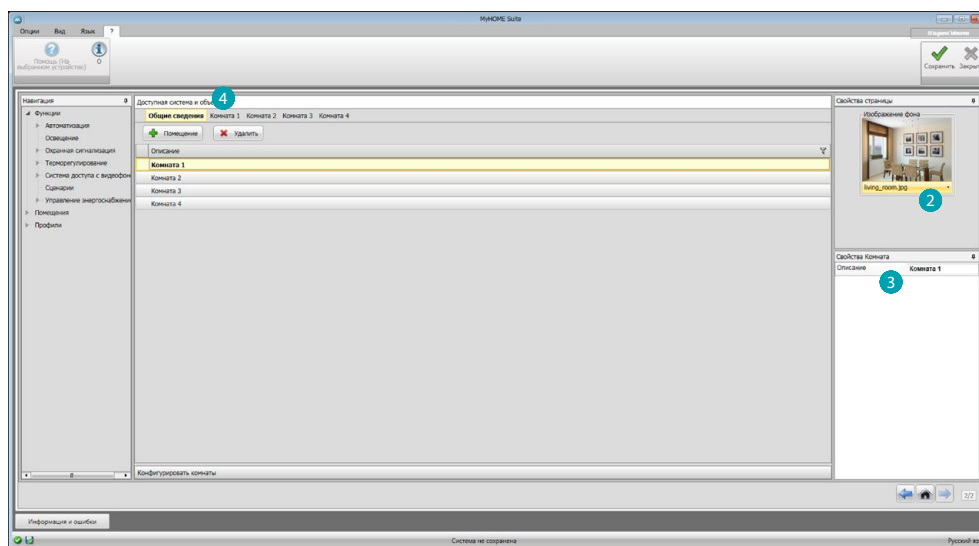 MyHOME Suite
Опции Вид Язык ?
Помощь (На выбранном устройстве)
О
Сохранить Закрыт
Навигация
Функции
Автоматизация
Освещение
Охранная сигнализация
Терморегулирование
Система доступа с видеофон
Сценарии
Управление энергоснабжени
Помещения
Профили
Доступная система и объе
4
Общие сведения Комната 1 Комната 2 Комната 3 Комната 4
Помещение Удалить
Описание
Комната 1
Комната 2
Комната 3
Комната 4
Конфигурировать комнаты
Свойства страницы
Изображение фона
living_room.jpg
2
Свойства Комната
Описание Комната 1
3
2/2
Информация и ошибки
Система не сохранена
Русский яз